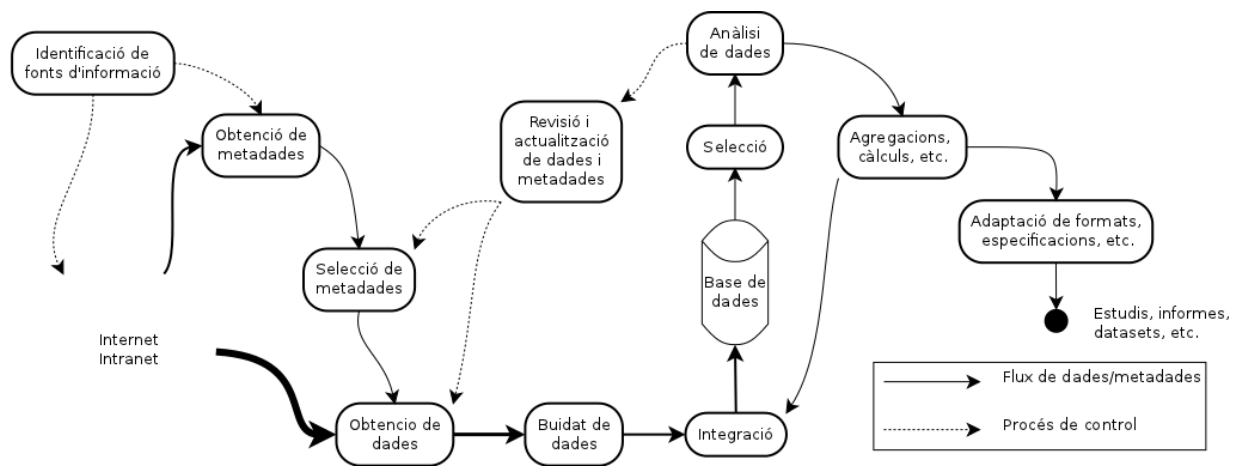 Identificació de
fonts d'informació
Obtenció de
metadades
Selecció de
metadades
Internet
Intranet
Obtencio de
dades
Buidat de
dades
Integració
Base de
dades
Selecció
Anàlisi
de dades
Revisió i
actualització
de dades i
metadades
Agregacions,
càlculs, etc.
Adaptació de formats,
especificacions, etc.
Estudis, informes,
datasets, etc.
Flux de dades/metadades
Procés de control